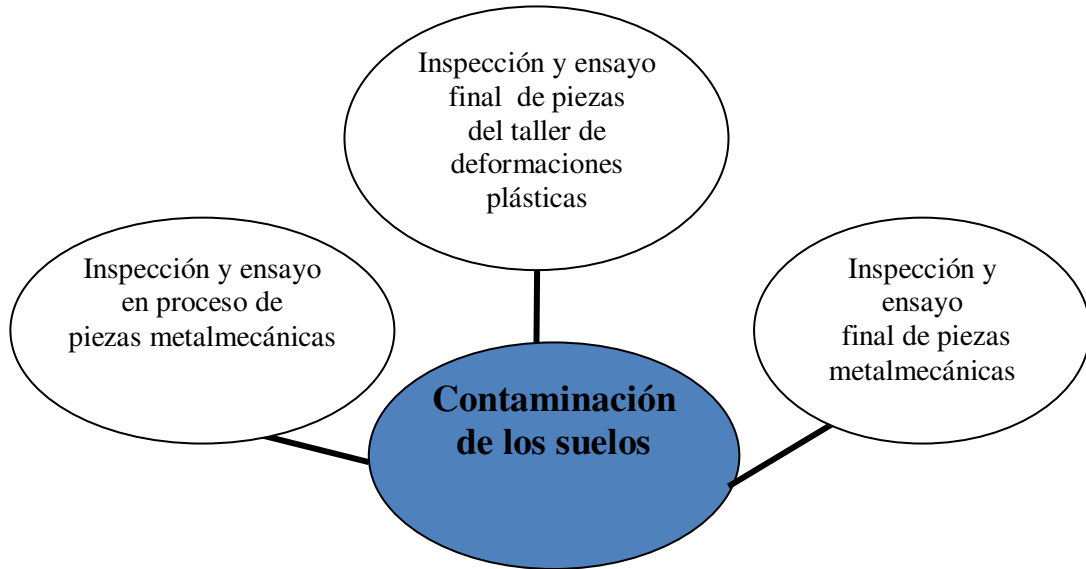 Inspección y ensayo
final de piezas
del taller de
deformaciones
plásticas
Inspección y ensayo
en proceso de
piezas metalmecánicas
Inspección y
ensayo
final de piezas
metalmecánicas
Contaminación
de los suelos